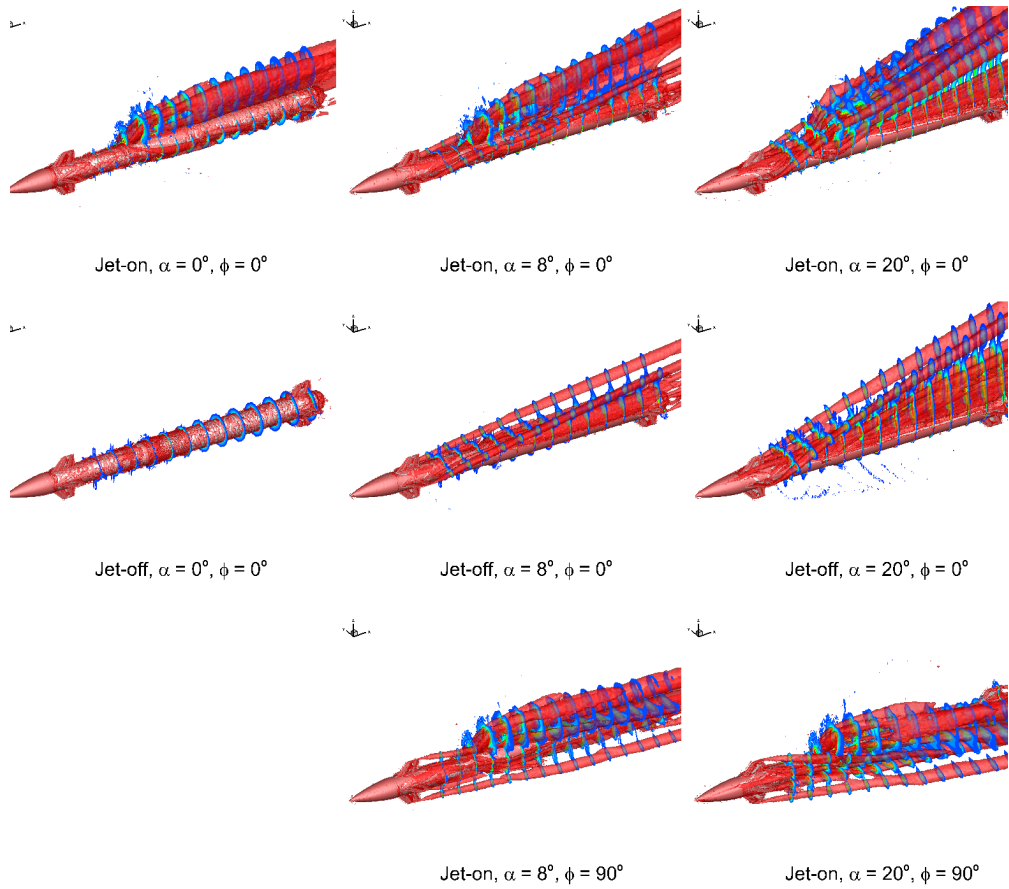 Jet-on, α = 0°, ϕ = 0°
Jet-on, α = 8°, ϕ = 0°
Jet-on, α = 20°, ϕ = 0°
Jet-off, α = 0°, ϕ = 0°
Jet-off, α = 8°, ϕ = 0°
Jet-off, α = 20°, ϕ = 0°
Jet-on, α = 8°, ϕ = 90°
Jet-on, α = 20°, ϕ = 90°